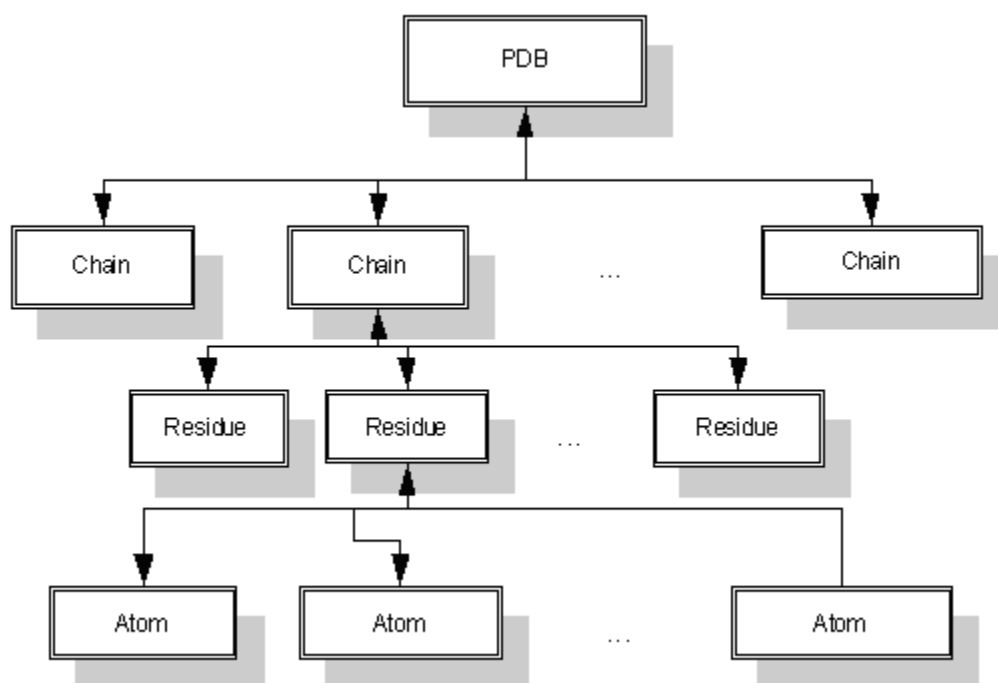 PDB
Chain
Chain
...
Chain
Residue
Residue
...
Residue
Atom
Atom
...
Atom